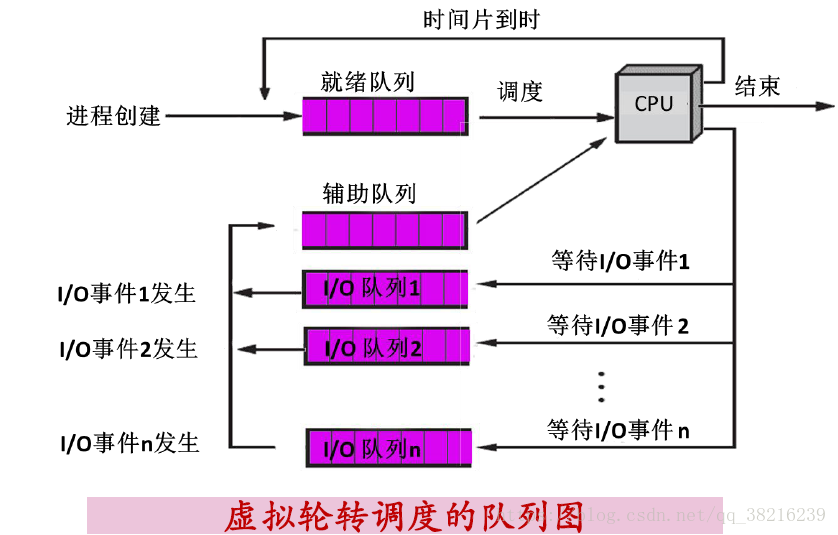 时间片到时
就绪队列
调度
CPU
结束
进程创建
辅助队列
等待I/O事件1
I/O事件1发生
I/O 队列1
等待I/O事件2
I/O事件2发生
I/O 队列2
等待I/O事件n
I/O事件n发生
I/O 队列n
虚拟轮转调度的队列图
blog.csdn.net/qq_38216239